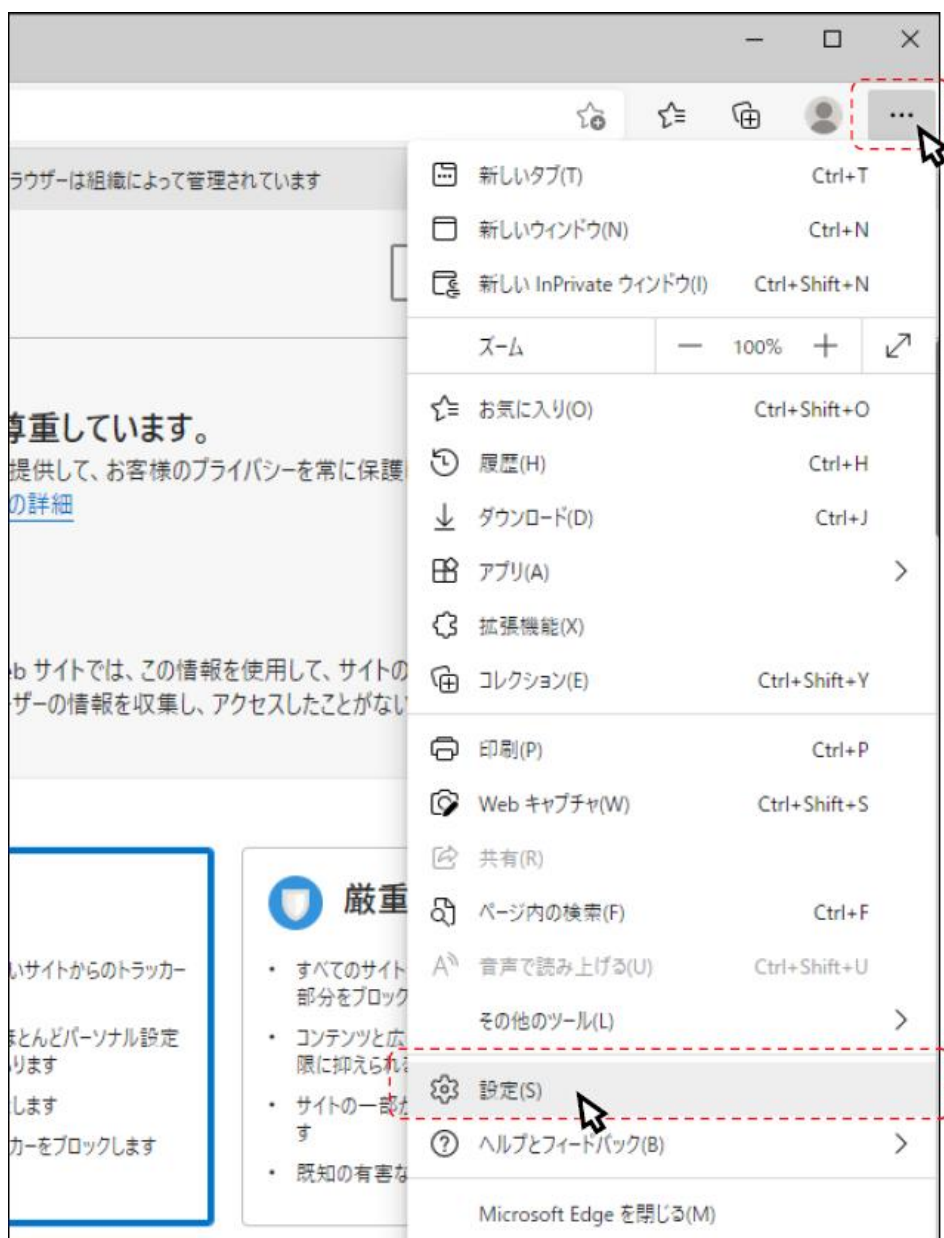 ラウザーは組織によって管理されています
尊重しています。
提供して、お客様のプライバシーを常に保護
の詳細
eb サイトでは、この情報を使用して、サイトの
ーザーの情報を収集し、アクセスしたことがない
いサイトからのトラッカー
ほとんどパーソナル設定
ります
します
カーをブロックします
厳重
• すべてのサイト
部分をブロック
• コンテンツと広
限に抑えられ
• サイトの一部が
す
• 既知の有害な
新しいタブ(T) Ctrl+T
新しいウィンドウ(N) Ctrl+N
新しい InPrivate ウィンドウ(I) Ctrl+Shift+N
ズーム — 100% +
お気に入り(O) Ctrl+Shift+O
履歴(H) Ctrl+H
ダウンロード(D) Ctrl+J
アプリ(A)
拡張機能(X)
コレクション(E) Ctrl+Shift+Y
印刷(P) Ctrl+P
Web キャプチャ(W) Ctrl+Shift+S
共有(R)
ページ内の検索(F) Ctrl+F
音声で読み上げる(U) Ctrl+Shift+U
その他のツール(L)
設定(S)
ヘルプとフィードバック(B)
Microsoft Edge を閉じる(M)